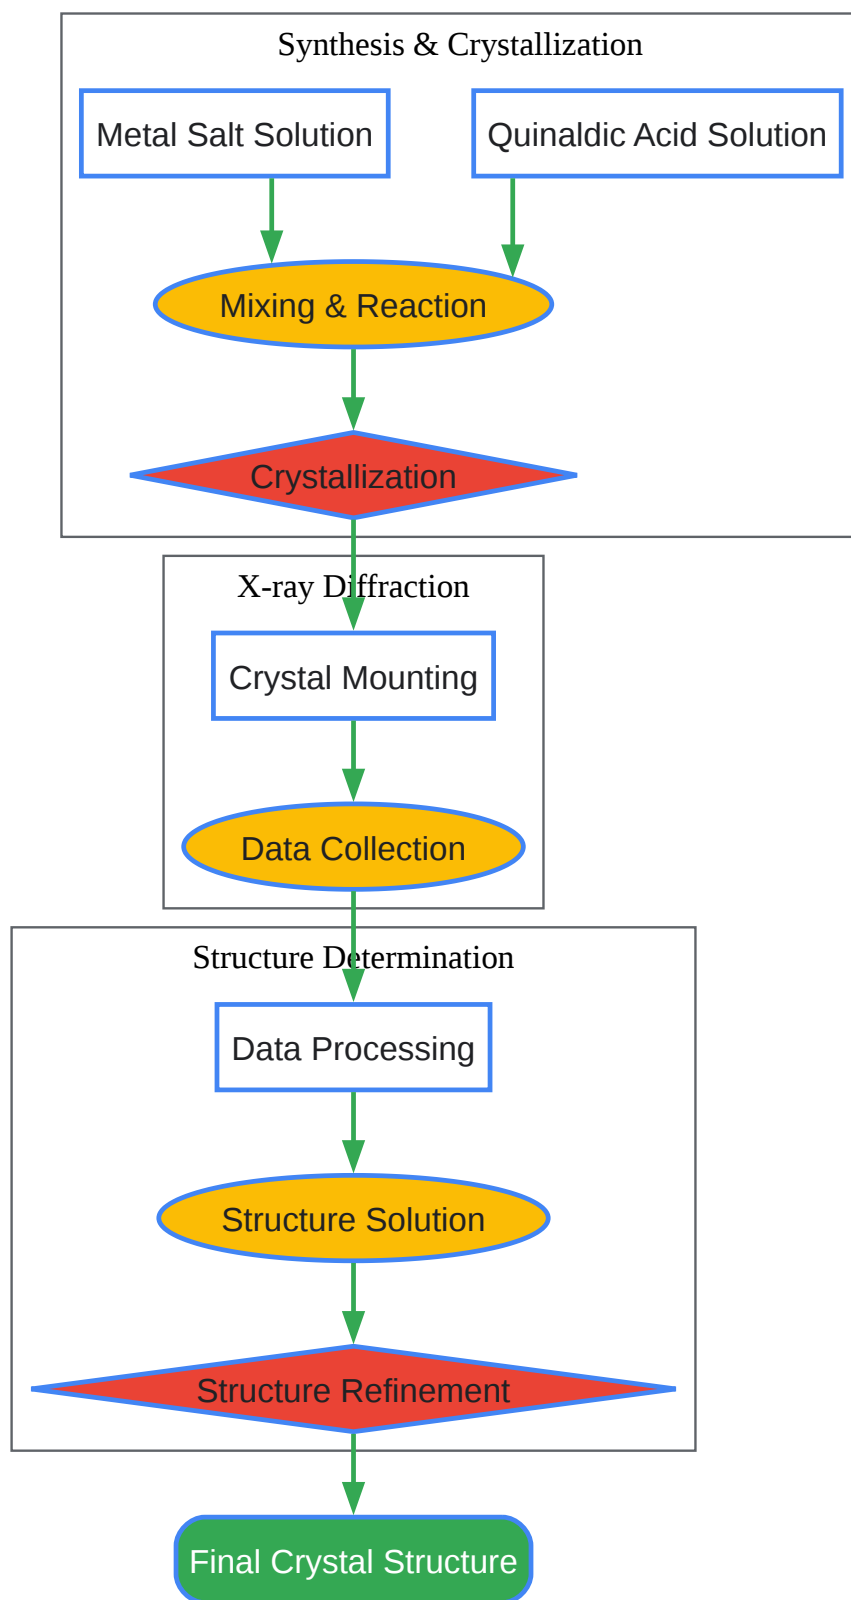 Synthesis & Crystallization
Metal Salt Solution
Quinaldic Acid Solution
Mixing & Reaction
Crystallization
X-ray Diffraction
Crystal Mounting
Data Collection
Structure Determination
Data Processing
Structure Solution
Structure Refinement
Final Crystal Structure